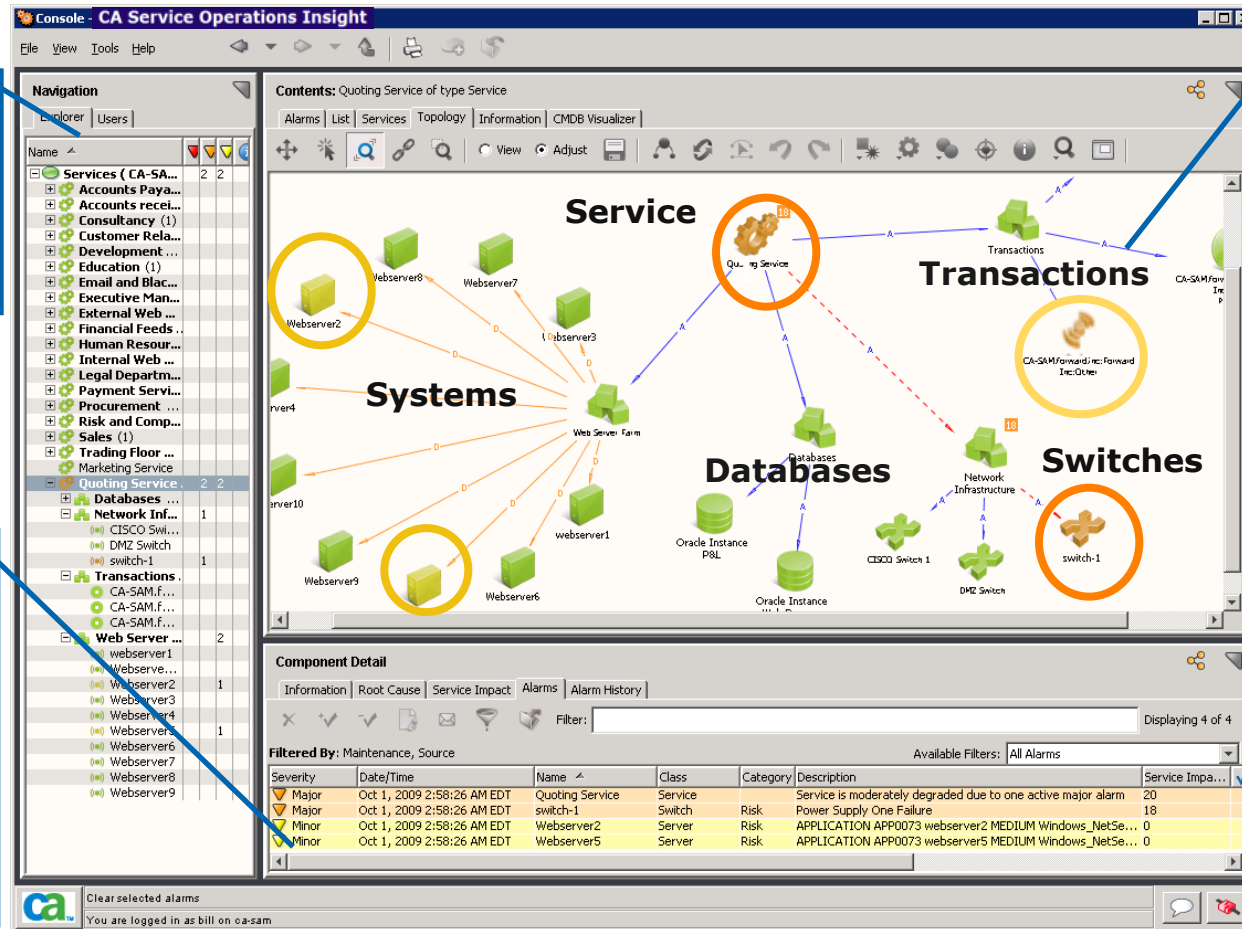 Console - CA Service Operations Insight
File View Tools Help
Navigation
Explorer Users
Name
Services ( CA-SA... 2 2
Accounts Paya...
Accounts recei...
Consultancy (1)
Customer Rela...
Development ...
Education (1)
Email and Blac...
Executive Man...
External Web ...
Financial Feeds ..
Human Resour...
Internal Web ...
Legal Departm...
Payment Servi...
Procurement ...
Risk and Comp...
Sales (1)
Trading Floor ...
Marketing Service
Quoting Service . 2 2
Databases ...
Network Inf... 1
CISCO Swi...
DMZ Switch
switch-1 1
Transactions .
CA-SAM.f...
CA-SAM.f...
CA-SAM.f...
Web Server ... 2
webserver1
Webserve...
Webserver2 1
Webserver3
Webserver4
Webserver5 1
Webserver6
Webserver7
Webserver8
Webserver9
Contents: Quoting Service of type Service
Alarms List Services Topology Information CMDB Visualizer
View Adjust
Service
18
Quoting Service
A
Transactions
A
Transactions
CA-SAM.forward.inc:Forward
Inc:Other
Webserver8
Webserver7
Webserver2
Webserver3
Systems
D
Web Server Farm
rver4
erver10
Webserver9
Webserver6
webserver1
Databases
Databases
Oracle Instance
P&L
Oracle Instance
18
Network
Infrastructure
Switches
CISCO Switch 1
DMZ Switch
switch-1
Component Detail
Information Root Cause Service Impact Alarms Alarm History
Filter: Displaying 4 of 4
Filtered By: Maintenance, Source Available Filters: All Alarms
Severity Date/Time Name Class Category Description Service Impa...
Major Oct 1, 2009 2:58:26 AM EDT Quoting Service Service Service is moderately degraded due to one active major alarm 20
Major Oct 1, 2009 2:58:26 AM EDT switch-1 Switch Risk Power Supply One Failure 18
Minor Oct 1, 2009 2:58:26 AM EDT Webserver2 Server Risk APPLICATION APP0073 webserver2 MEDIUM Windows_NetSe... 0
Minor Oct 1, 2009 2:58:26 AM EDT Webserver5 Server Risk APPLICATION APP0073 webserver5 MEDIUM Windows_NetSe... 0
ca
Clear selected alarms
You are logged in as bill on ca-sam